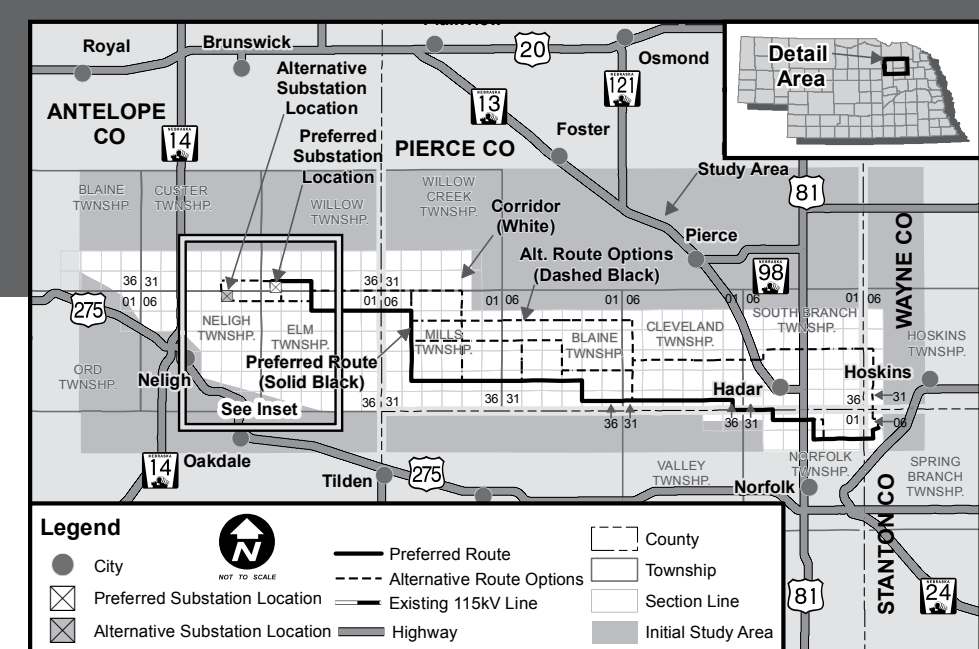 Royal
Brunswick
Plainview
20
Osmond
Detail
Area
Alternative
Substation
Location
ANTELOPE
CO
NEBRASKA
14
NEBRASKA
13
NEBRASKA
121
Foster
Preferred
Substation
Location
PIERCE CO
Study Area
BLAINE
TWNSHP.
CUSTER
TWNSHP.
WILLOW
TWNSHP.
WILLOW
CREEK
TWNSHP.
81
Corridor
(White)
Pierce
Alt. Route Options
(Dashed Black)
NEBRASKA
98
WAYNE CO
36 31
01 06
36 31
01 06
01 06
01 06
01 06
01 06
275
NELIGH
TWNSHP.
ELM
TWNSHP.
MILLS
TWNSHP.
BLAINE
TWNSHP.
CLEVELAND
TWNSHP.
SOUTH BRANCH
TWNSHP.
HOSKINS
TWNSHP.
ORD
TWNSHP.
Neligh
Preferred Route
(Solid Black)
Hadar
Hoskins
See Inset
36 31
36 31
36 31
36 31
36
31
01
06
NEBRASKA
14
Oakdale
Tilden
275
VALLEY
TWNSHP.
Norfolk
NORFOLK
TWNSHP.
SPRING
BRANCH
TWNSHP.
STANTON CO
81
NEBRASKA
24
Legend
N
NOT TO SCALE
City
Preferred Substation Location
Alternative Substation Location
Preferred Route
Alternative Route Options
Existing 115kV Line
Highway
County
Township
Section Line
Initial Study Area